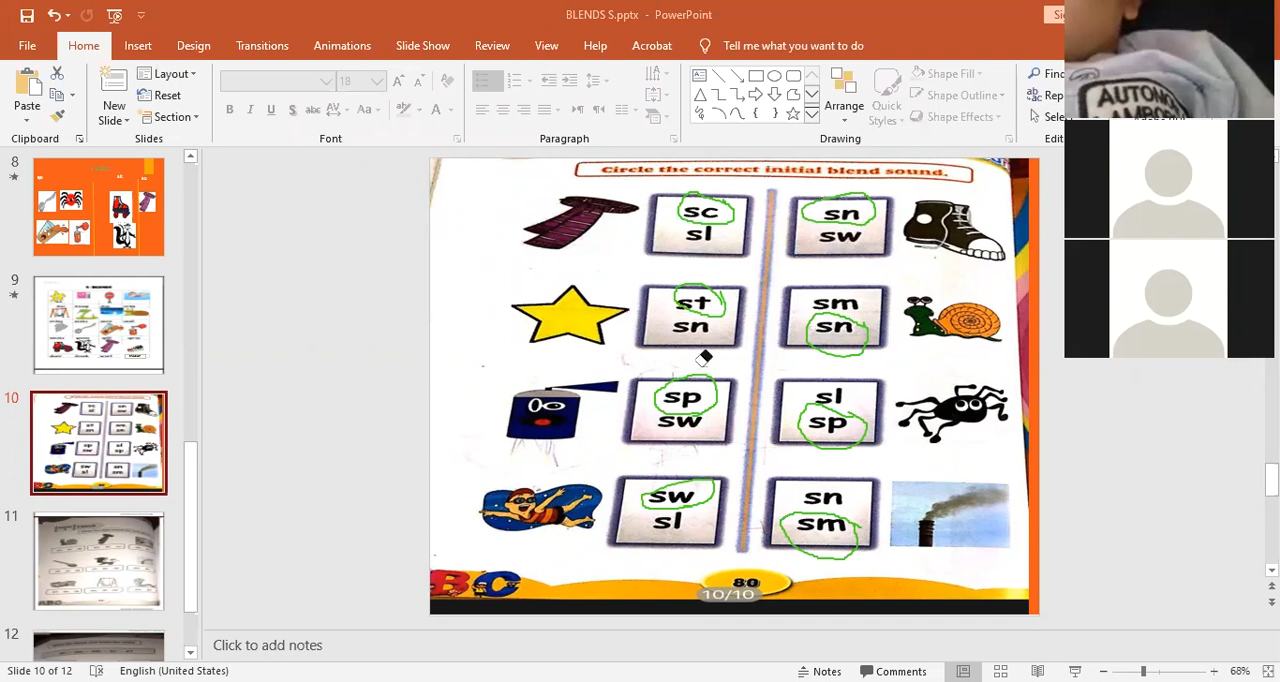 BLENDS S.pptx - PowerPoint
File Home Insert Design Transitions Animations Slide Show Review View Help Acrobat Tell me what you want to do
Paste
Clipboard
New Slide
Layout
Reset
Section
Slides
18
Font
Paragraph
Arrange
Quick Styles
Shape Fill
Shape Outline
Shape Effects
Drawing
AUTONO
8
9
10
11
12
Circle the correct initial blend sound.
sc
sl
sn
sw
st
sn
sm
sn
sp
sw
sl
sp
sw
sl
sn
sm
80
10/10
Click to add notes
Slide 10 of 12 English (United States) Notes Comments 68%